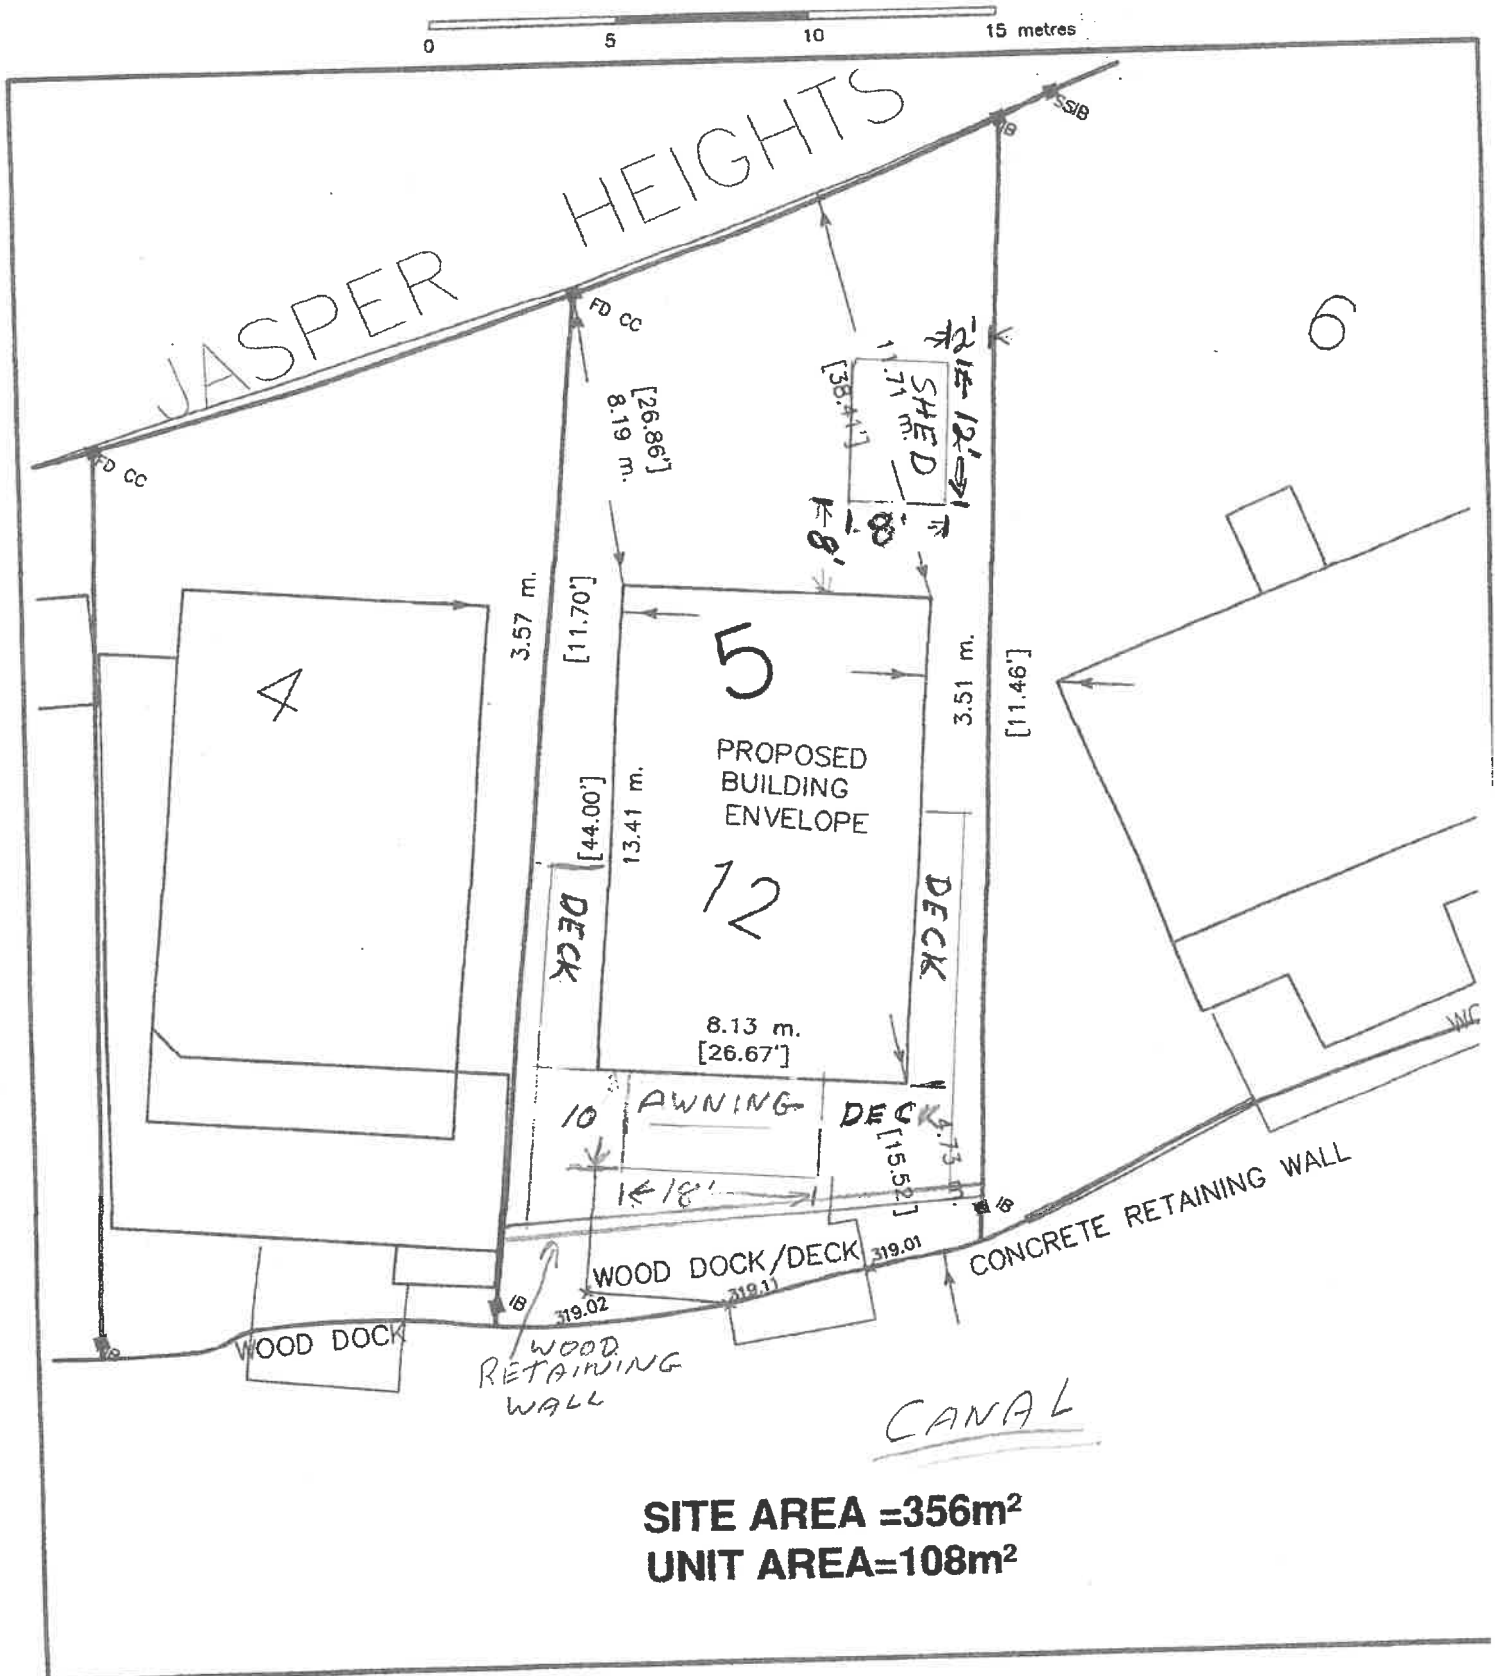 0 5 10 15 metres
JASPER HEIGHTS
SSIB
IB
FD CC
FD CC
6
[26.86']
8.19 m.
11.71 m.
[38.41']
SHED
2'
12'
8'
8'
3.57 m.
[11.70']
4
5
3.51 m.
[11.46']
PROPOSED
BUILDING
ENVELOPE
[44.00']
13.41 m.
12
DECK
DECK
8.13 m.
[26.67']
10
AWNING
DECK
4.73 m.
[15.52']
18'
IB
WOOD DOCK/DECK
319.01
319.11
319.02
CONCRETE RETAINING WALL
IB
IB
WOOD DOCK
WOOD
RETAINING
WALL
CANAL
SITE AREA =356m²
UNIT AREA=108m²